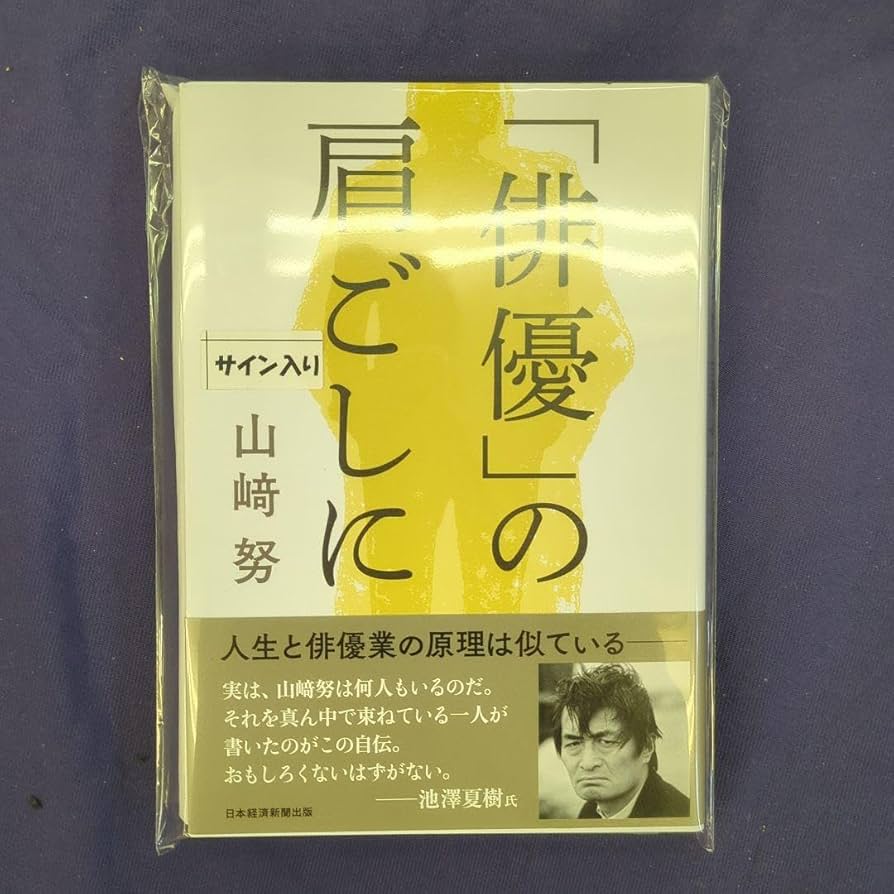 「俳優」の
肩ごしに
サイン入り
山﨑 努
人生と俳優業の原理は似ている――
実は、山﨑努は何人もいるのだ。
それを真ん中で束ねている一人が
書いたのがこの自伝。
おもしろくないはずがない。
――池澤夏樹氏
日本経済新聞出版